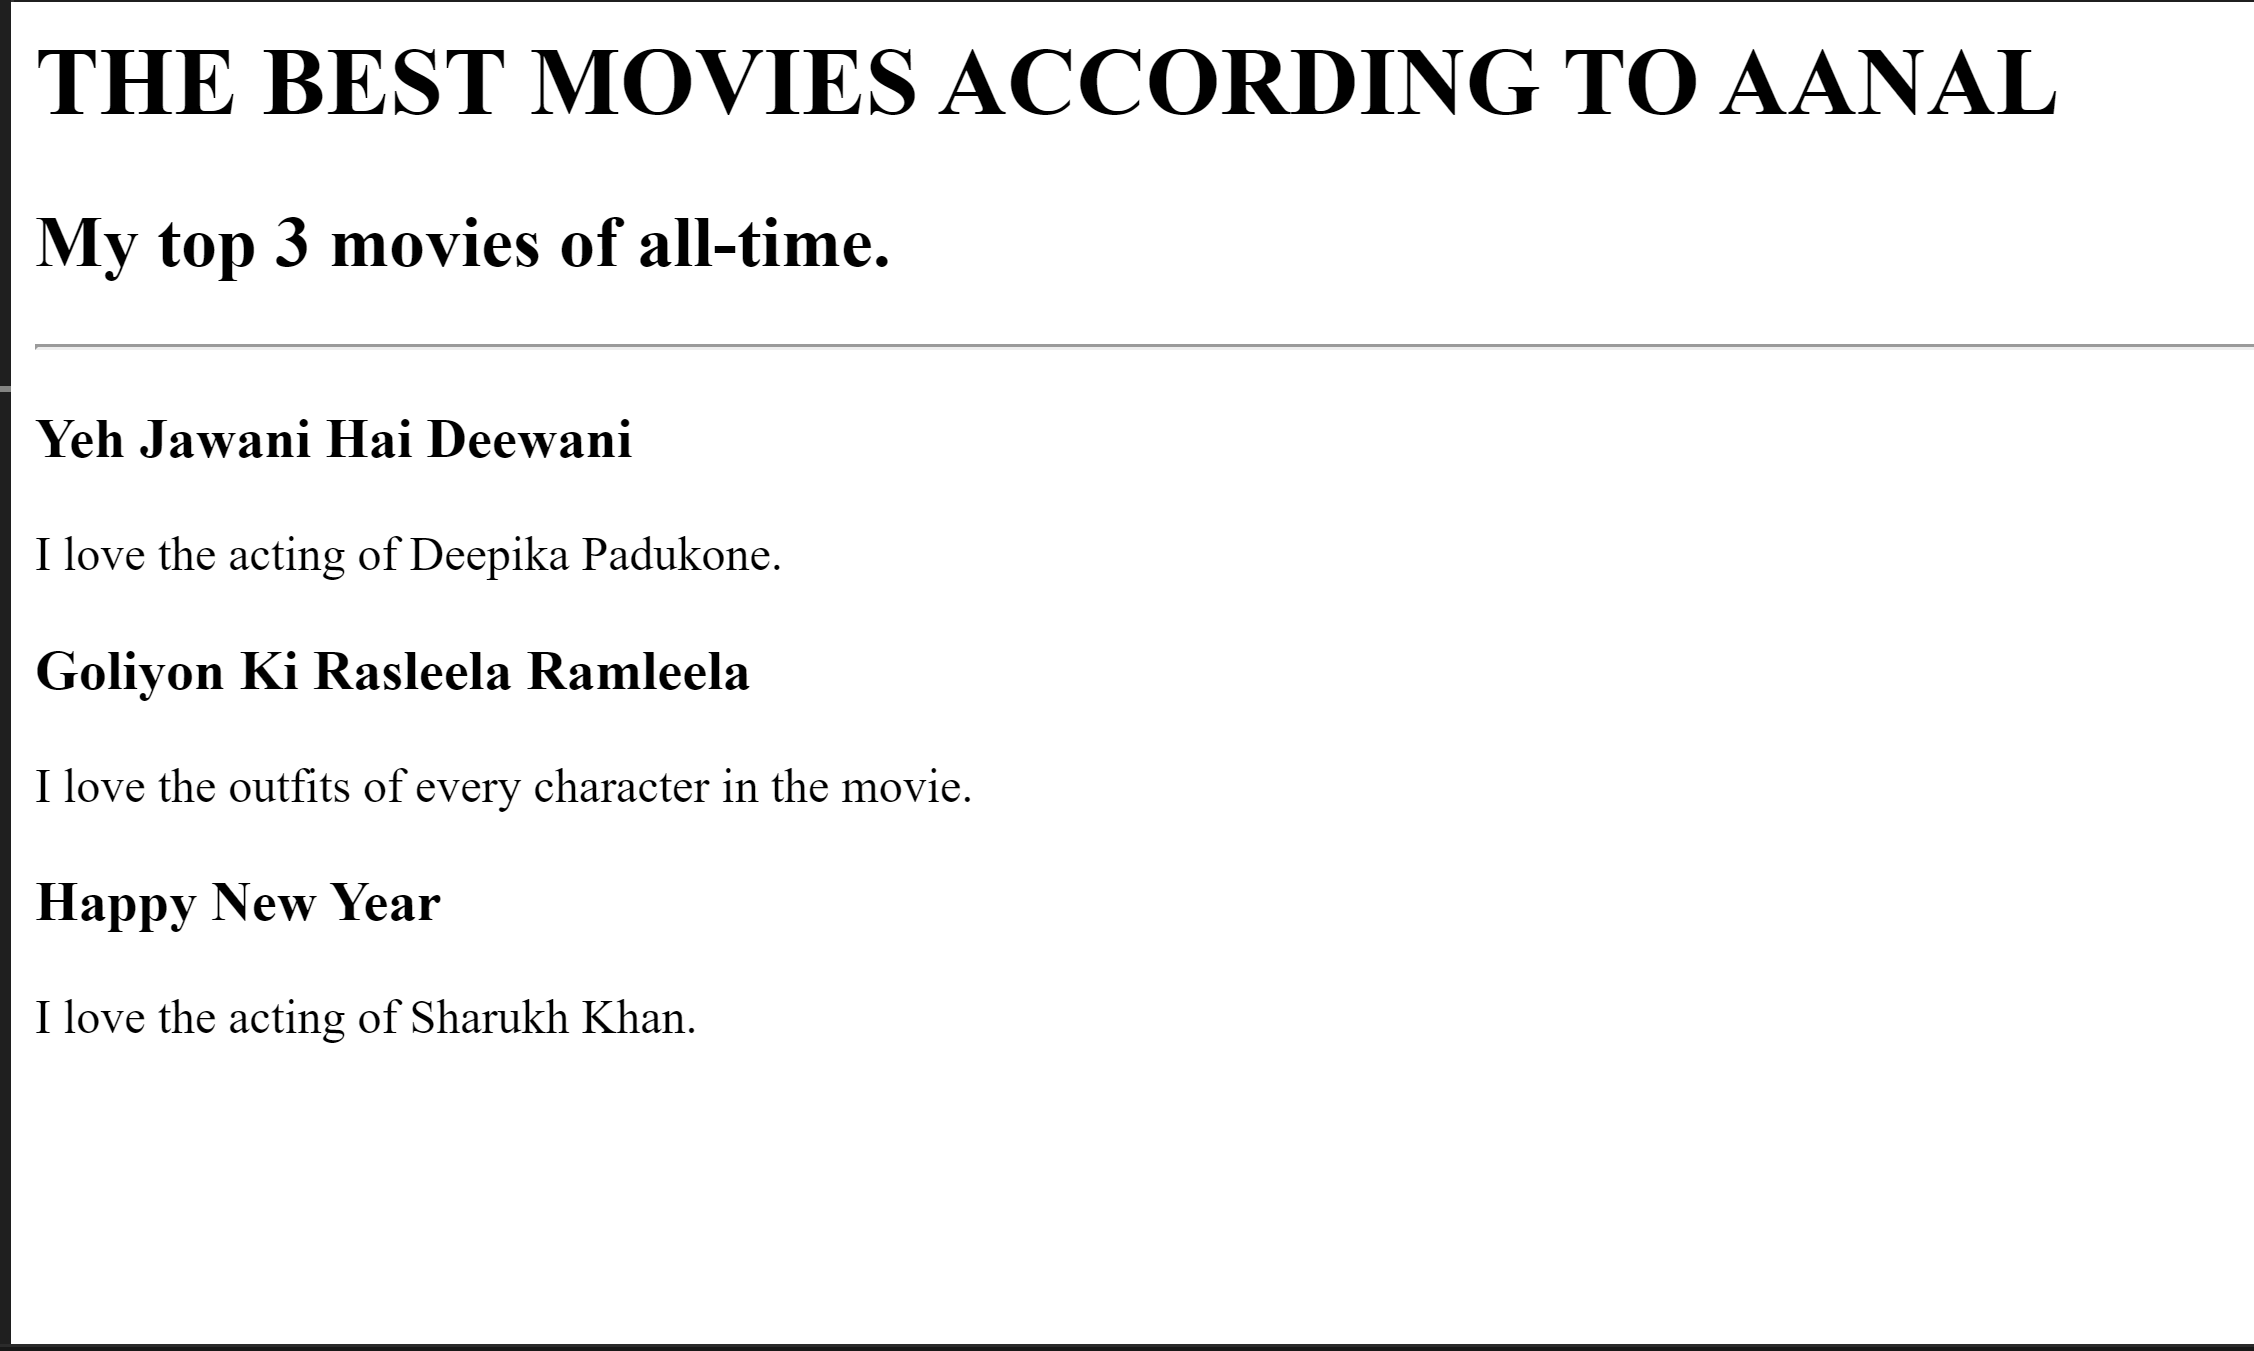 THE BEST MOVIES ACCORDING TO AANAL
My top 3 movies of all-time.
Yeh Jawani Hai Deewani
I love the acting of Deepika Padukone.
Goliyon Ki Rasleela Ramleela
I love the outfits of every character in the movie.
Happy New Year
I love the acting of Sharukh Khan.